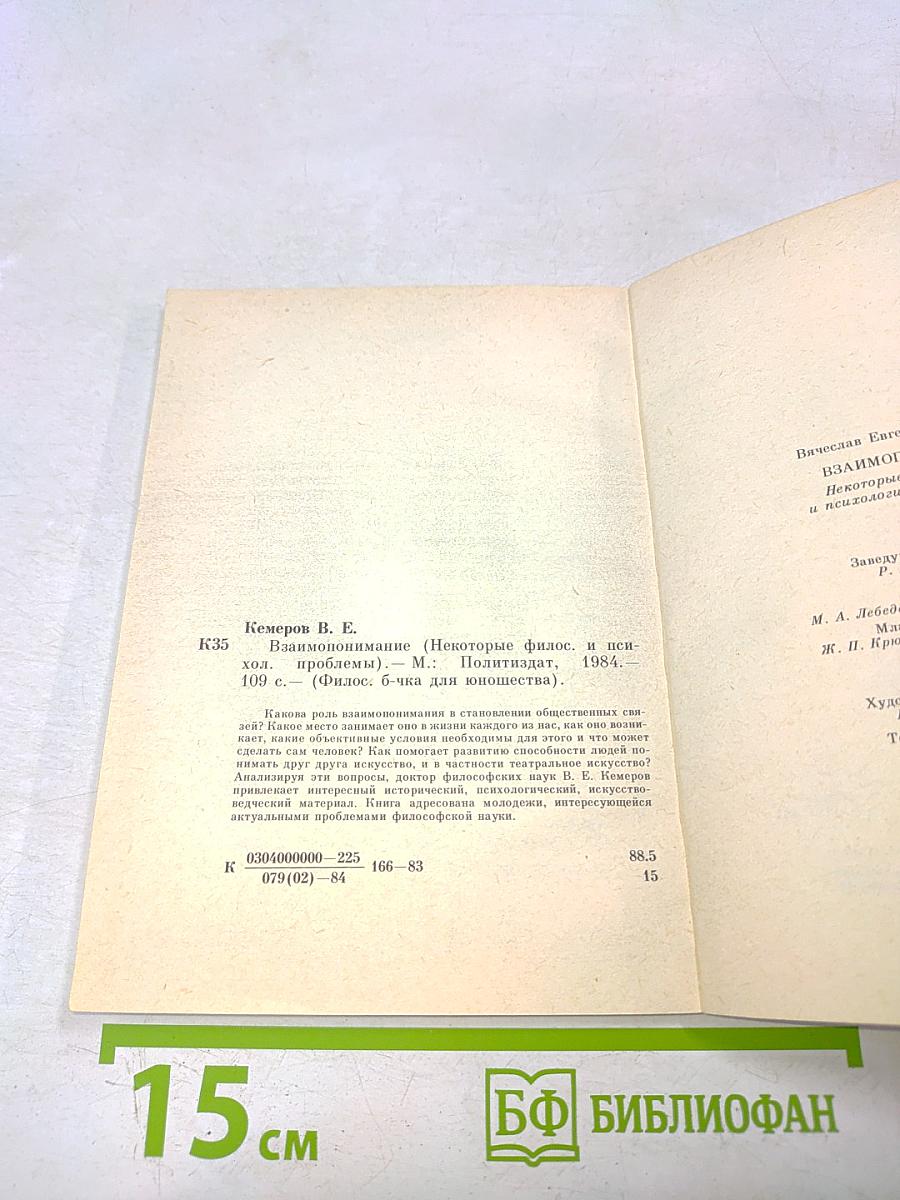 Кемеров В. Е.
К35 Взаимопонимание (Некоторые филос. и пси-
хол. проблемы).— М.: Политиздат, 1984.—
109 с.— (Филос. б-чка для юношества).
Какова роль взаимопонимания в становлении общественных свя-
зей? Какое место занимает оно в жизни каждого из нас, как оно возни-
кает, какие объективные условия необходимы для этого и что может
сделать сам человек? Как помогает развитию способности людей по-
нимать друг друга искусство, и в частности театральное искусство?
Анализируя эти вопросы, доктор философских наук В. Е. Кемеров
привлекает интересный исторический, психологический, искусство-
ведческий материал. Книга адресована молодежи, интересующейся
актуальными проблемами философской науки.
К 0304000000—225 166—83 88.5
079(02)—84 15
Вячеслав Евге
ВЗАИМОП
Некоторые
и психологи
Заведу
Р.
М. А. Лебеде
Мла
Ж. П. Крю
Худо
Те
15 см
БФ БИБЛИОФАН